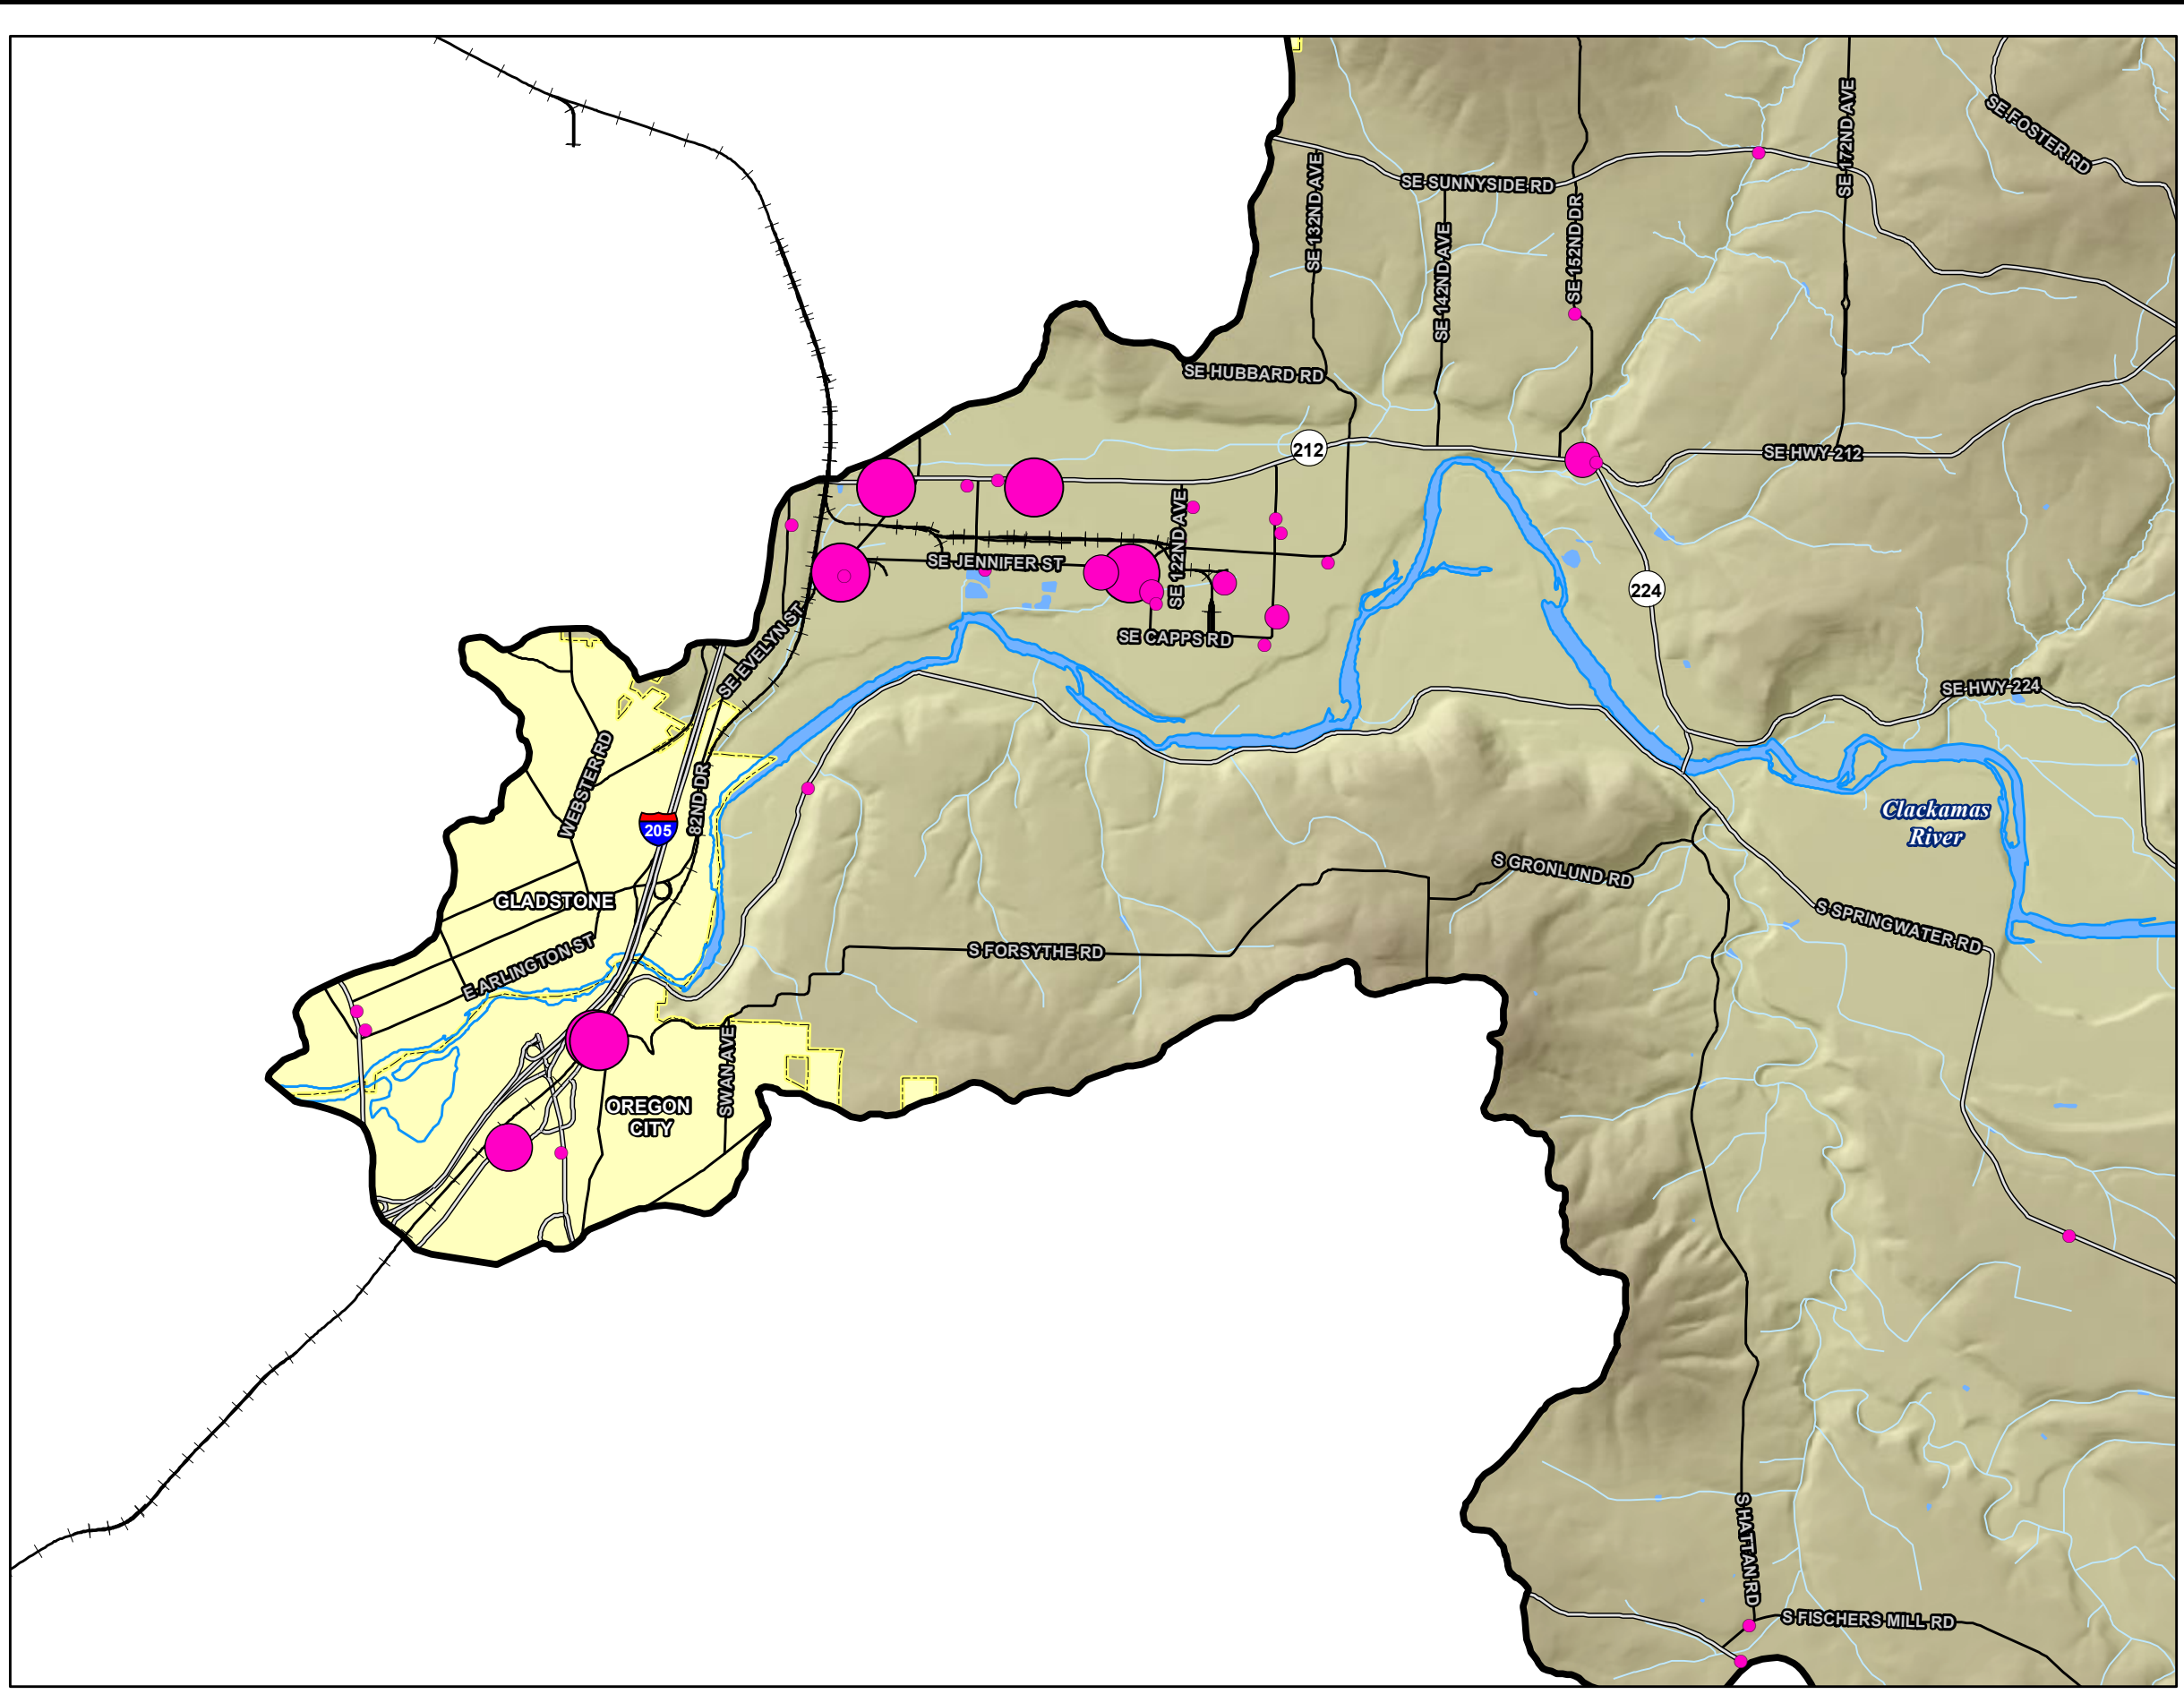 SE FOSTER RD
SE 172ND AVE
SE SUNNYSIDE RD
SE 132ND AVE
SE 142ND AVE
SE 152ND DR
SE HUBBARD RD
212
SE HWY 212
SE 122ND AVE
SE JENNIFER ST
224
SE CAPPS RD
SE EVELYN ST
SE HWY 224
WEBSTER RD
82ND DR
205
Clackamas
River
S GRONLUND RD
GLADSTONE
S SPRINGWATER RD
E ARLINGTON ST
S FORSYTHE RD
SWAN AVE
OREGON
CITY
S HATTAN RD
S FISCHERS MILL RD